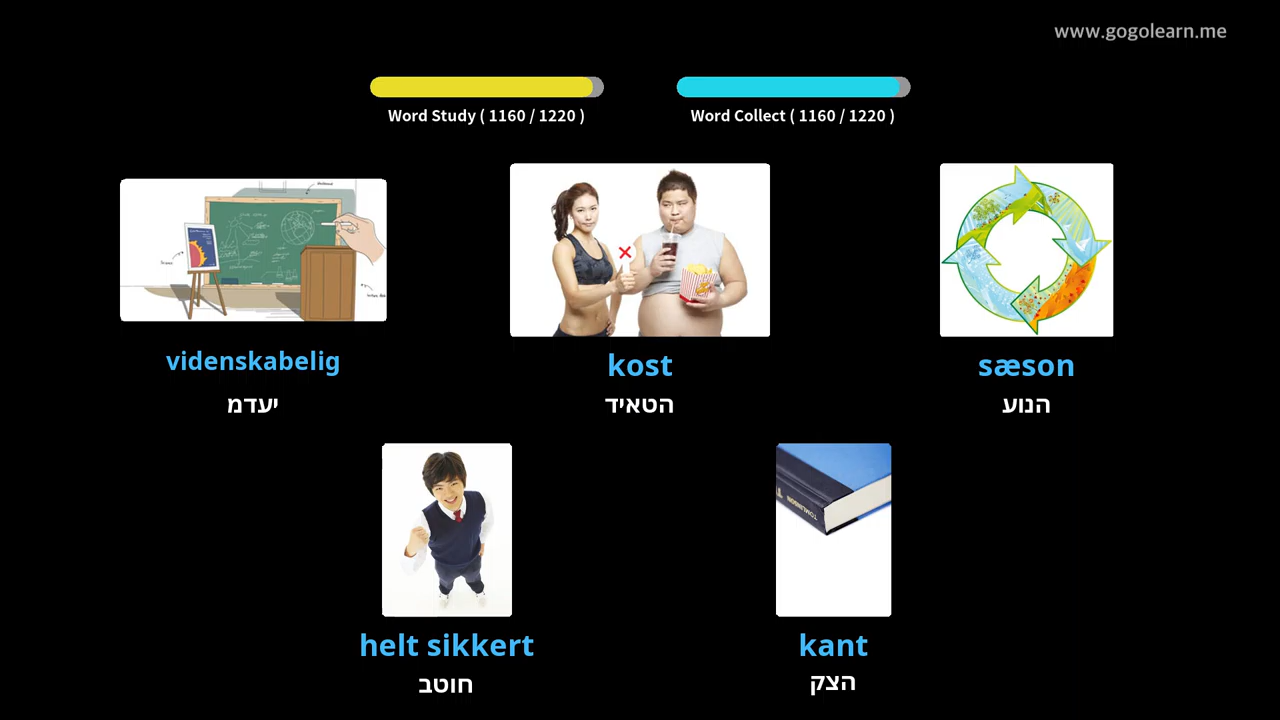 www.gogolearn.me
Word Study ( 1160 / 1220 )
Word Collect ( 1160 / 1220 )
videnskabelig
יעדמ
kost
הטאיד
sæson
הנוע
TOMLINSON
helt sikkert
חוטב
kant
הצק